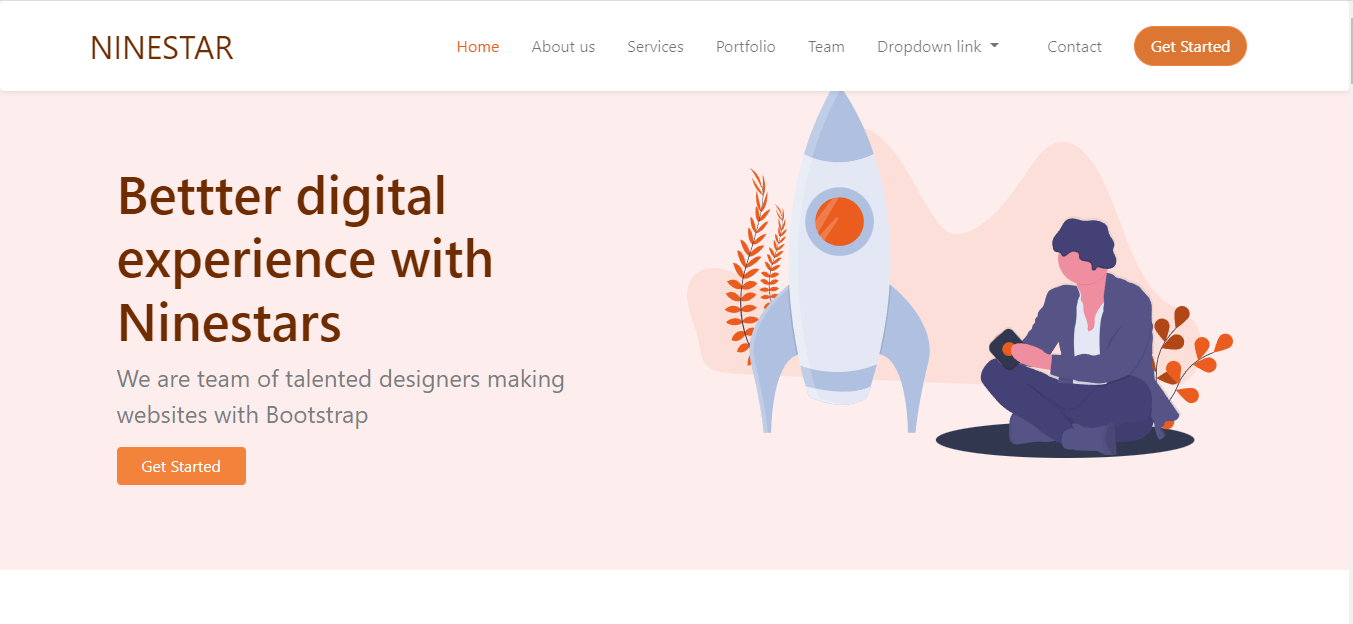 NINESTAR Home About us Services Portfolio Team Dropdown link Contact Get Started
Bettter digital
experience with
Ninestars
We are team of talented designers making
websites with Bootstrap
Get Started